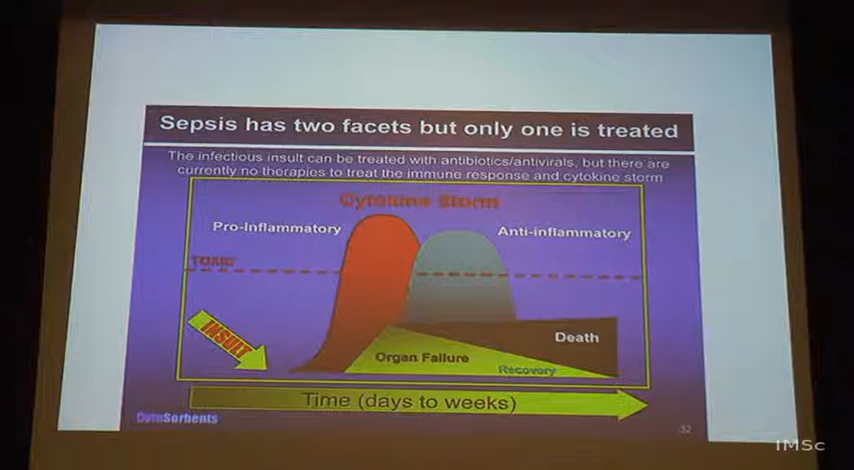 Sepsis has two facets but only one is treated
The infectious insult can be treated with antibiotics/antivirals, but there are
currently no therapies to treat the immune response and cytokine storm
Cytokine Storm
Pro-Inflammatory
Anti-inflammatory
TOXIC
INSULT
Death
Organ Failure
Recovery
Time (days to weeks)
CytoSorbents
32
IMSc